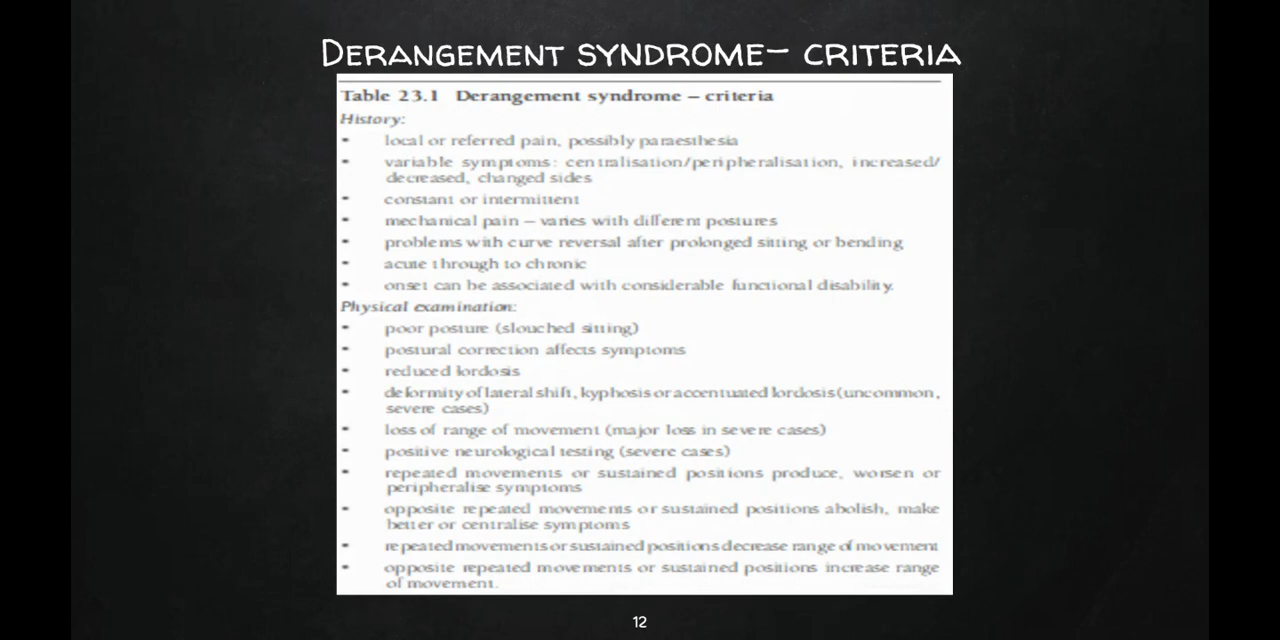 DERANGEMENT SYNDROME– CRITERIA
Table 23.1 Derangement syndrome – criteria
History:
• local or referred pain, possibly paraesthesia
• variable symptoms: centralisation/peripheralisation, increased/
decreased, changed sides
• constant or intermittent
• mechanical pain – varies with different postures
• problems with curve reversal after prolonged sitting or bending
• acute through to chronic
• onset can be associated with considerable functional disability.
Physical examination:
• poor posture (slouched sitting)
• postural correction affects symptoms
• reduced lordosis
• deformity of lateral shift, kyphosis or accentuated lordosis (uncommon,
severe cases)
• loss of range of movement (major loss in severe cases)
• positive neurological testing (severe cases)
• repeated movements or sustained positions produce, worsen or
peripheralise symptoms
• opposite repeated movements or sustained positions abolish, make
better or centralise symptoms
• repeated movements or sustained positions decrease range of movement
• opposite repeated movements or sustained positions increase range
of movement.
12